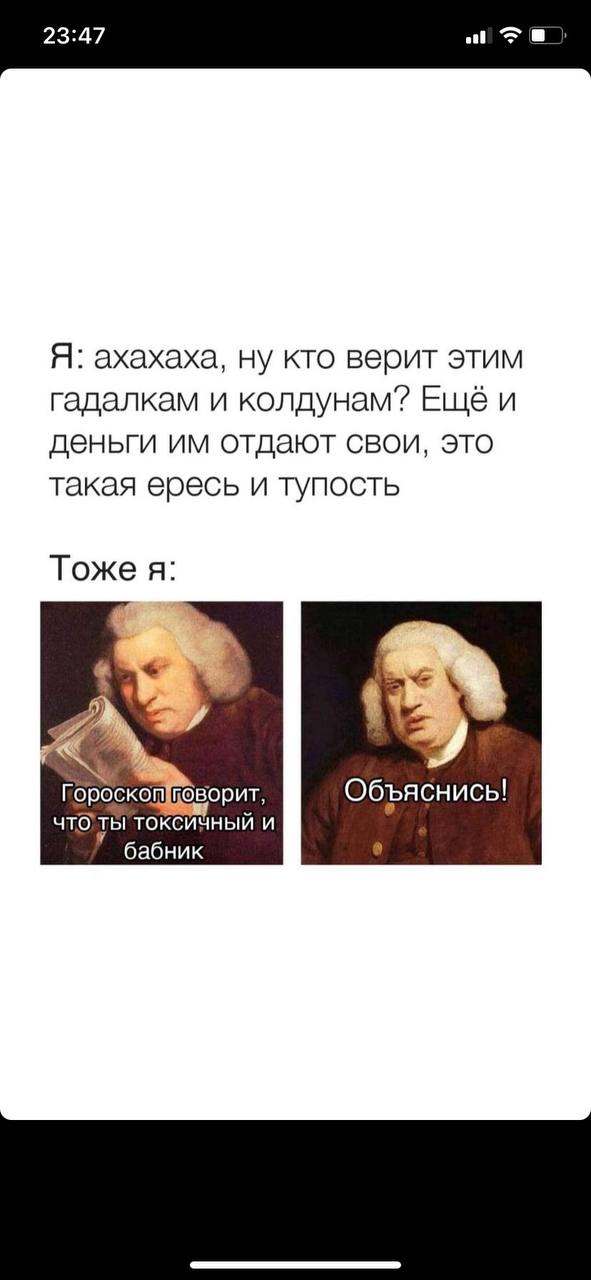 23:47
Я: ахахаха, ну кто верит этим
гадалкам и колдунам? Ещё и
деньги им отдают свои, это
такая ересь и тупость
Тоже я:
Гороскоп говорит,
что ты токсичный и
бабник
Объяснись!